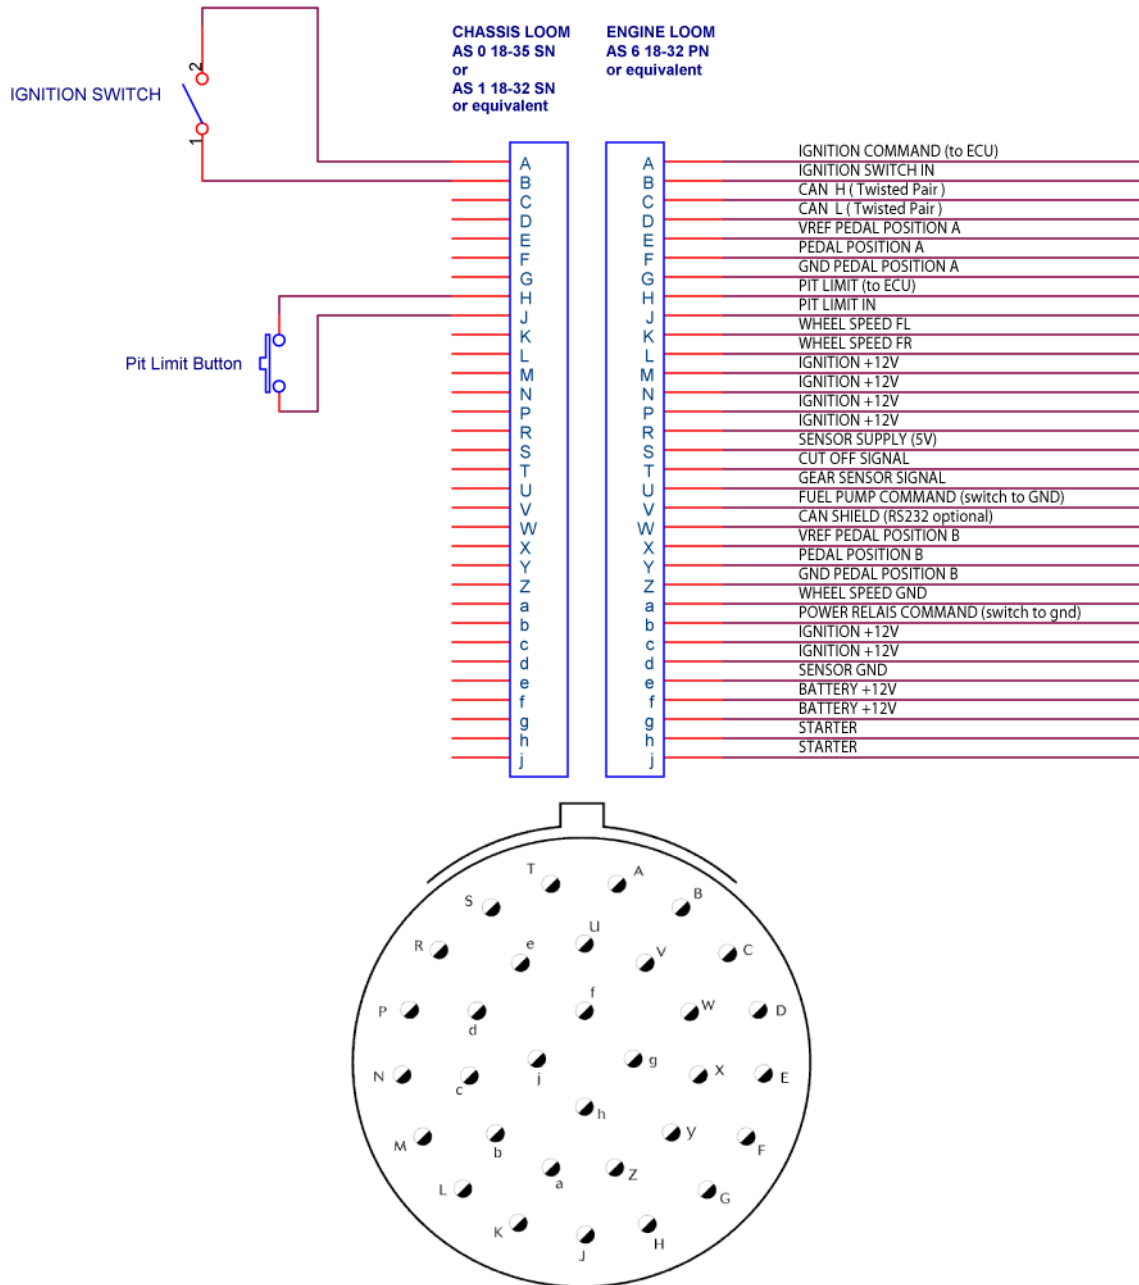 CHASSIS LOOM
AS 0 18-35 SN
or
AS 1 18-32 SN
or equivalent
ENGINE LOOM
AS 6 18-32 PN
or equivalent
IGNITION SWITCH
2
1
Pit Limit Button
A
B
C
D
E
F
G
H
J
K
L
M
N
P
R
S
T
U
V
W
X
Y
Z
a
b
c
d
e
f
g
h
j
A IGNITION COMMAND (to ECU)
B IGNITION SWITCH IN
C CAN H ( Twisted Pair )
D CAN L ( Twisted Pair )
E VREF PEDAL POSITION A
F PEDAL POSITION A
G GND PEDAL POSITION A
H PIT LIMIT (to ECU)
J PIT LIMIT IN
K WHEEL SPEED FL
L WHEEL SPEED FR
M IGNITION +12V
N IGNITION +12V
P IGNITION +12V
R IGNITION +12V
S SENSOR SUPPLY (5V)
T CUT OFF SIGNAL
U GEAR SENSOR SIGNAL
V FUEL PUMP COMMAND (switch to GND)
W CAN SHIELD (RS232 optional)
X VREF PEDAL POSITION B
Y PEDAL POSITION B
Z GND PEDAL POSITION B
a WHEEL SPEED GND
b POWER RELAIS COMMAND (switch to gnd)
c IGNITION +12V
d IGNITION +12V
e SENSOR GND
f BATTERY +12V
g BATTERY +12V
h STARTER
j STARTER
T A
S B
R e U V C
P d f W D
N c j g X E
M b h y F
L a Z G
K J H